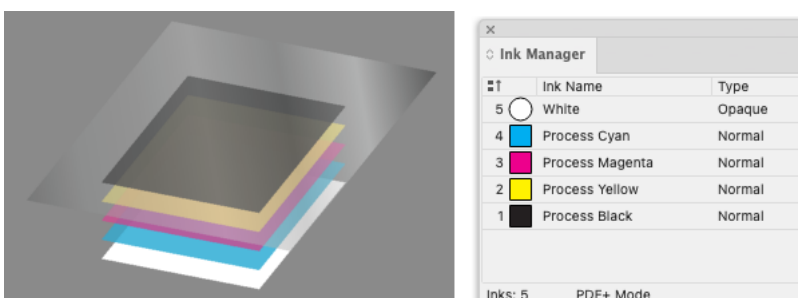 Ink Manager
Ink Name Type
5 White Opaque
4 Process Cyan Normal
3 Process Magenta Normal
2 Process Yellow Normal
1 Process Black Normal
Inks: 5 PDF+ Mode